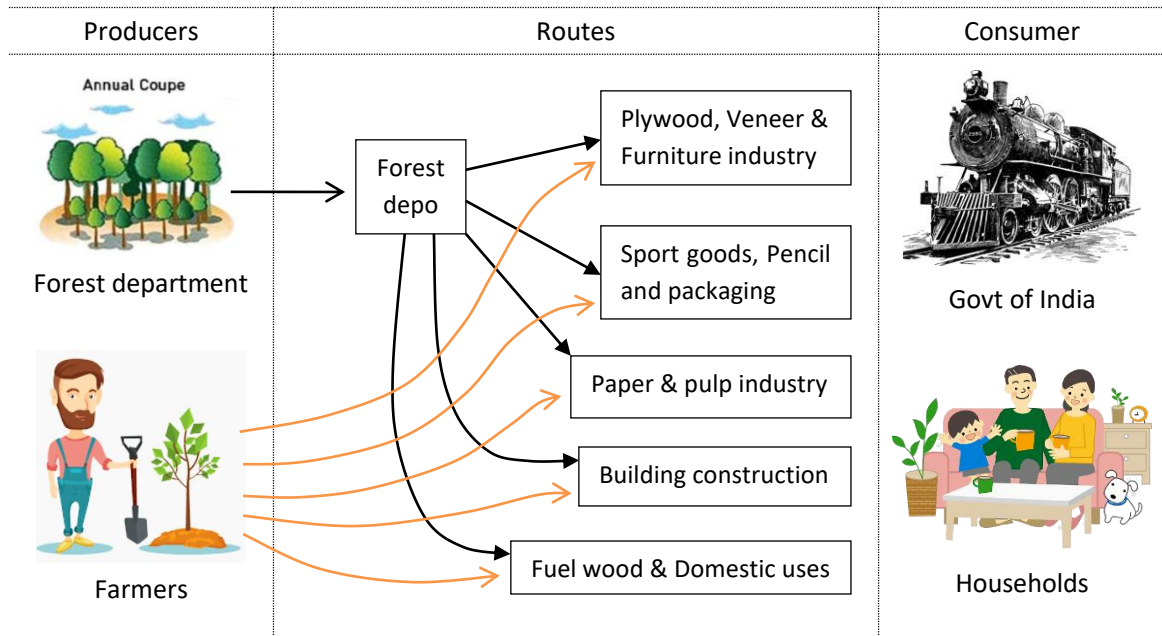 Producers
Routes
Consumer
Annual Coupe
Forest department
Farmers
Forest
depo
Plywood, Veneer &
Furniture industry
Sport goods, Pencil
and packaging
Paper & pulp industry
Building construction
Fuel wood & Domestic uses
Govt of India
Households